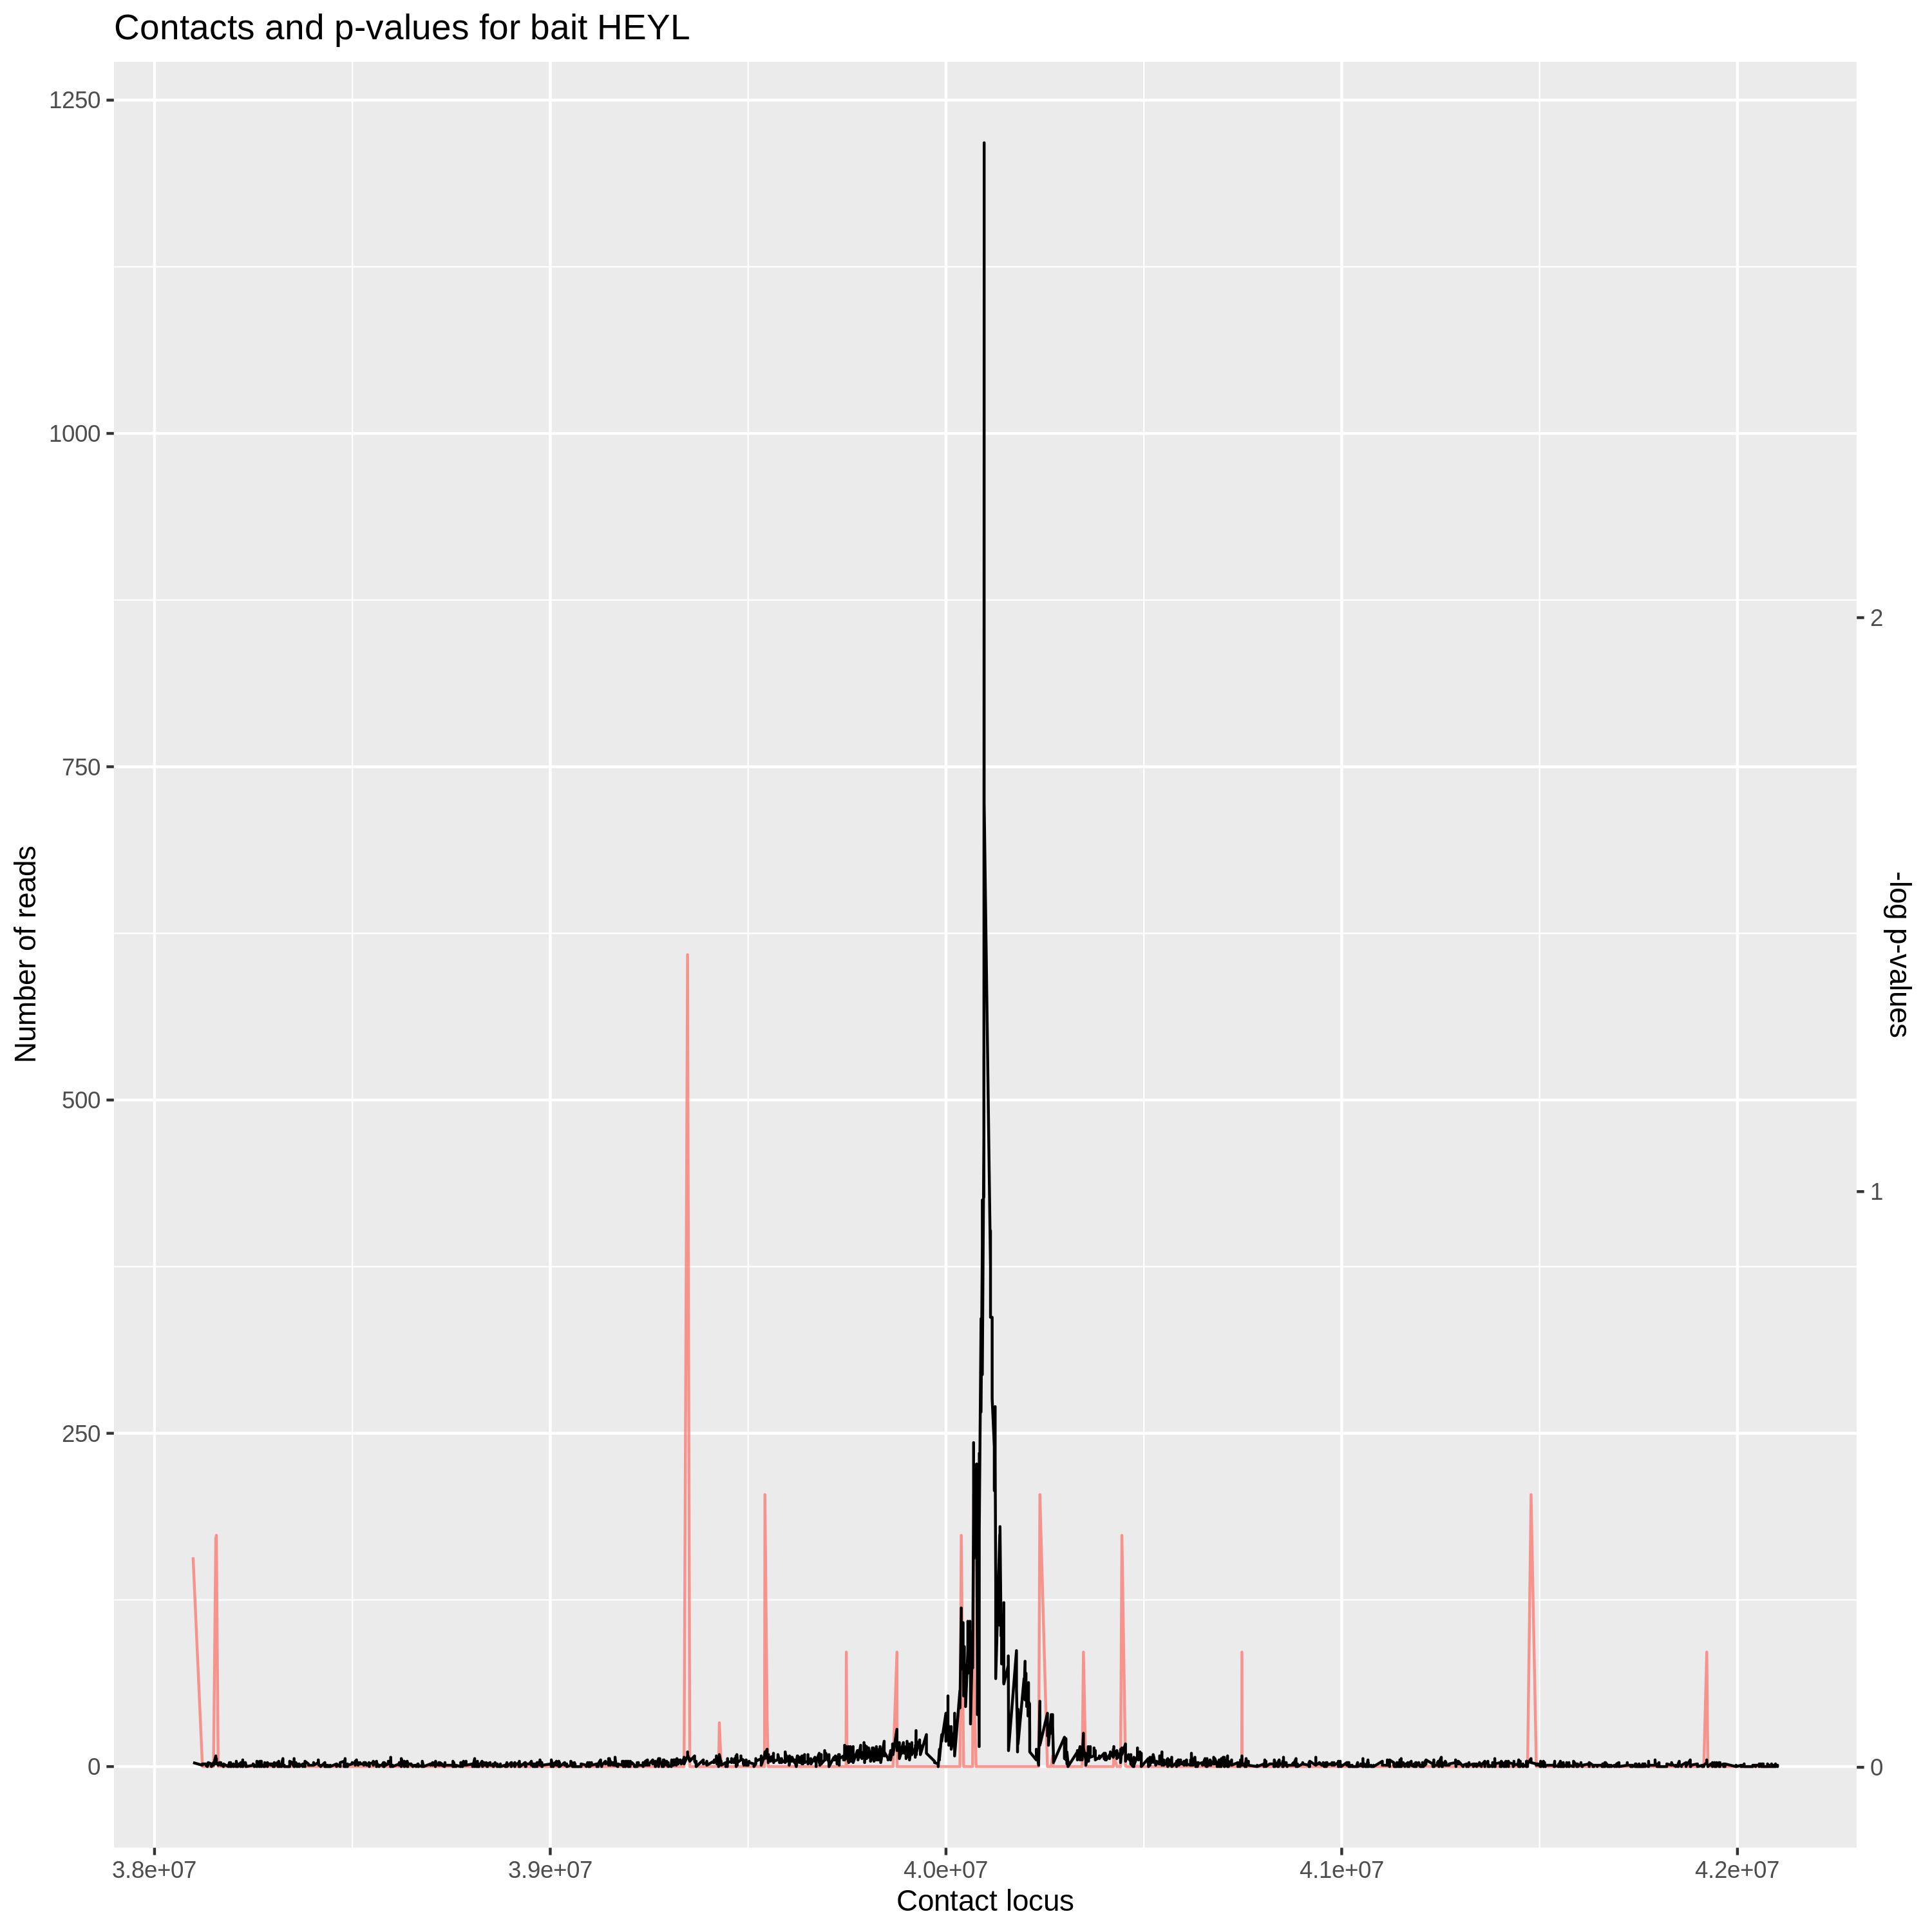 Contacts and p-values for bait HEYL
1250
1000
750
500
250
0
Number of reads
2
1
0
-log p-values
3.8e+07
3.9e+07
4.0e+07
4.1e+07
4.2e+07
Contact locus